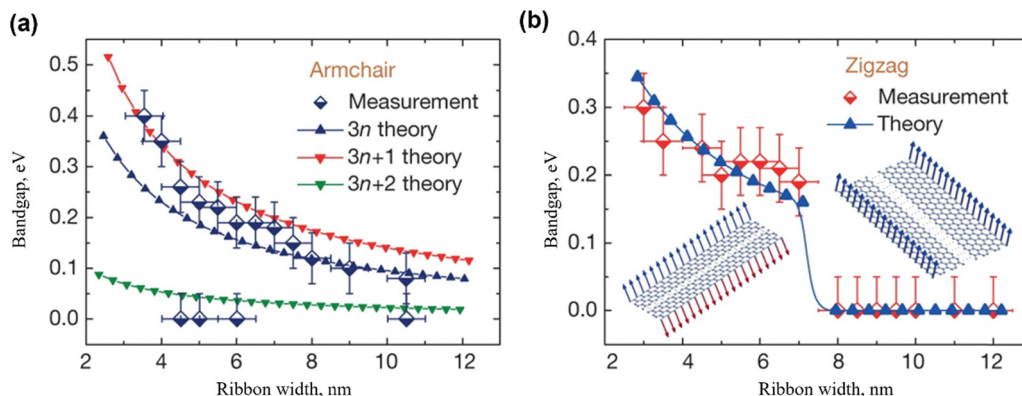 (a)
Armchair
Measurement
3n theory
3n+1 theory
3n+2 theory
Bandgap, eV
0.5
0.4
0.3
0.2
0.1
0.0
2 4 6 8 10 12
Ribbon width, nm
(b)
Zigzag
Measurement
Theory
Bandgap, eV
0.4
0.3
0.2
0.1
0.0
2 4 6 8 10 12
Ribbon width, nm